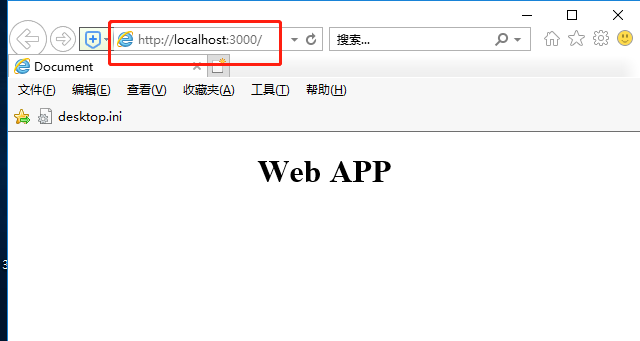 http://localhost:3000/
搜索...
Document
文件(F) 编辑(E) 查看(V) 收藏夹(A) 工具(T) 帮助(H)
desktop.ini
Web APP
3